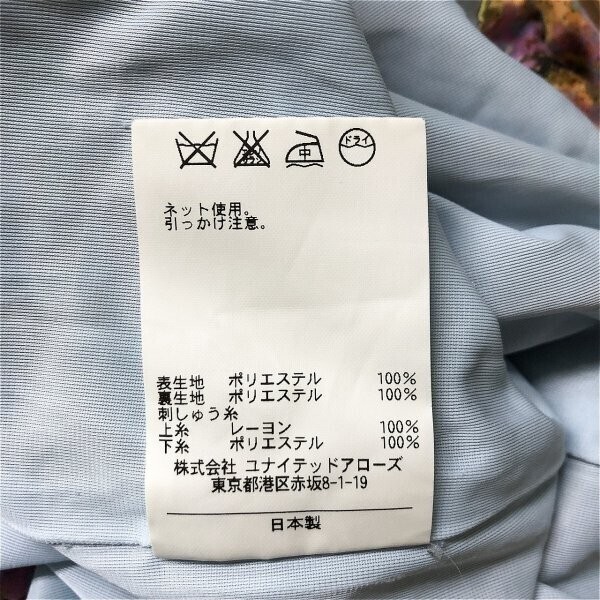 エンソ
中
ドライ
ネット使用。
引っかけ注意。
表生地 ポリエステル 100%
裏生地 ポリエステル 100%
刺しゅう糸
上糸 レーヨン 100%
下糸 ポリエステル 100%
株式会社 ユナイテッドアローズ
東京都港区赤坂8-1-19
日本製